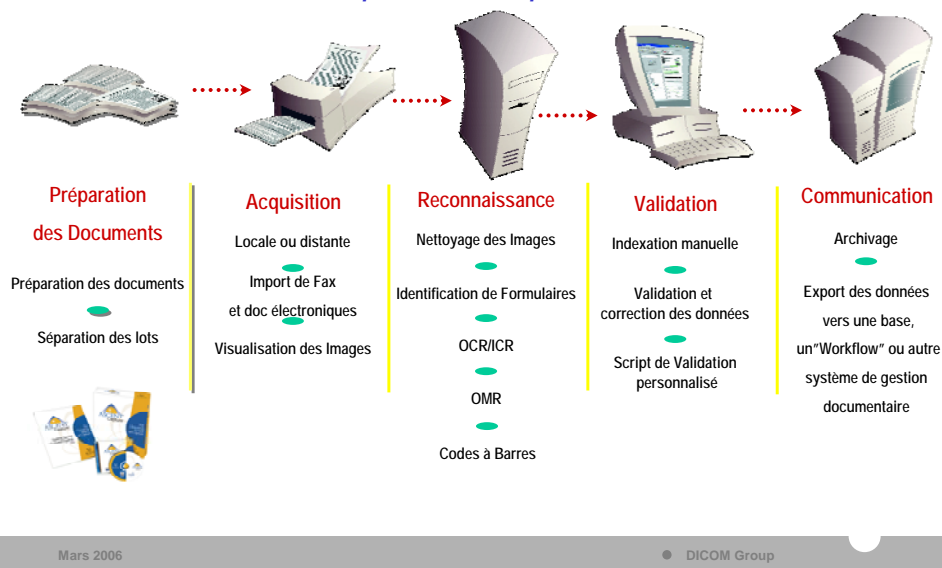 Préparation
des Documents
Préparation des documents
Séparation des lots
Acquisition
Locale ou distante
Import de Fax
et doc électroniques
Visualisation des Images
Reconnaissance
Nettoyage des Images
Identification de Formulaires
OCR/ICR
OMR
Codes à Barres
Validation
Indexation manuelle
Validation et
correction des données
Script de Validation
personnalisé
Communication
Archivage
Export des données
vers une base,
un"Workflow" ou autre
système de gestion
documentaire
Mars 2006
DICOM Group